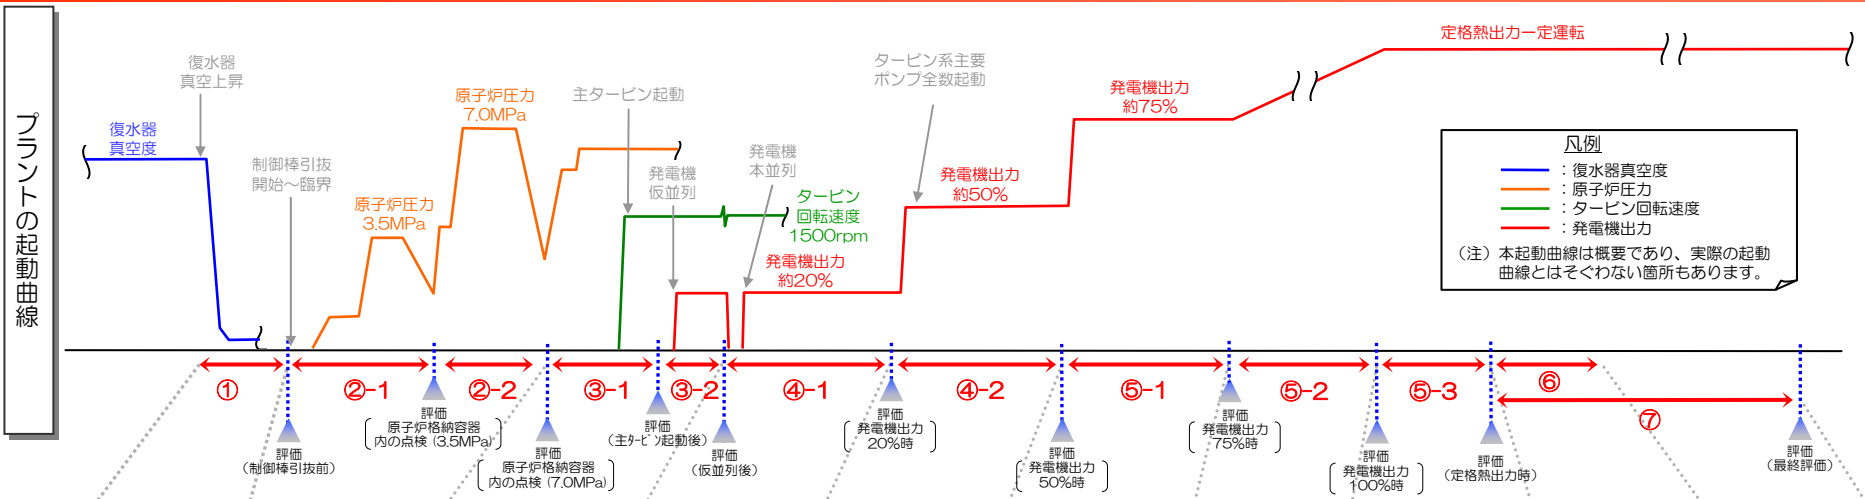 プラントの起動曲線
復水器
真空度
復水器
真空上昇
制御棒引抜
開始～臨界
原子炉圧力
3.5MPa
原子炉圧力
7.0MPa
主タービン起動
発電機
仮並列
発電機
本並列
タービン
回転速度
1500rpm
発電機出力
約20%
タービン系主要
ポンプ全数起動
発電機出力
約50%
発電機出力
約75%
定格熱出力一定運転
凡例
：復水器真空度
：原子炉圧力
：タービン回転速度
：発電機出力
（注）本起動曲線は概要であり、実際の起動
曲線とはそぐわない箇所もあります。
①
②-1
②-2
③-1
③-2
④-1
④-2
⑤-1
⑤-2
⑤-3
⑥
⑦
評価
（制御棒引抜前）
評価
原子炉格納容器
内の点検（3.5MPa）
評価
原子炉格納容器
内の点検（7.0MPa）
評価
（主ﾀｰﾋﾞﾝ起動後）
評価
（仮並列後）
評価
発電機出力
20%時
評価
発電機出力
50%時
評価
発電機出力
75%時
評価
発電機出力
100%時
評価
（定格熱出力時）
評価
（最終評価）